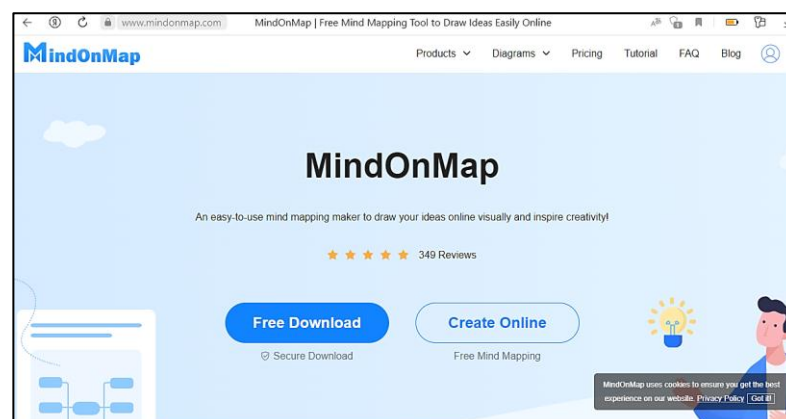 www.mindonmap.com MindOnMap | Free Mind Mapping Tool to Draw Ideas Easily Online
MindOnMap Products Diagrams Pricing Tutorial FAQ Blog
MindOnMap
An easy-to-use mind mapping maker to draw your ideas online visually and inspire creativity!
349 Reviews
Free Download Create Online
Secure Download Free Mind Mapping
MindOnMap uses cookies to ensure you get the best
experience on our website. Privacy Policy Got it!